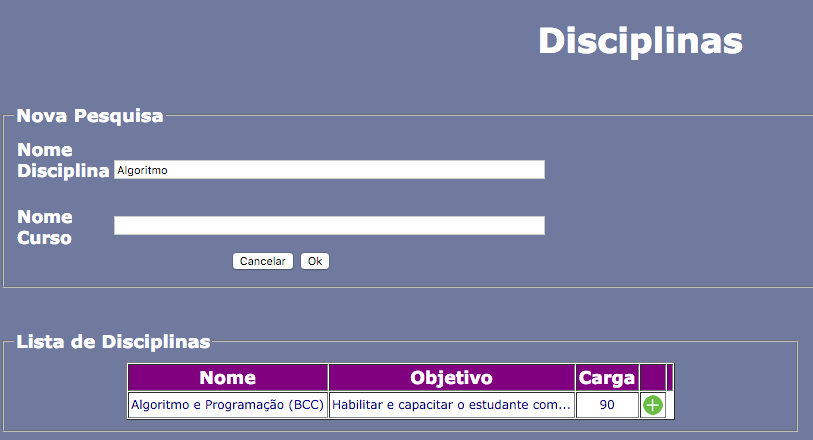 Disciplinas
Nova Pesquisa
Nome
Disciplina Algoritmo
Nome
Curso
Cancelar Ok
Lista de Disciplinas
Nome Objetivo Carga
Algoritmo e Programação (BCC) Habilitar e capacitar o estudante com... 90